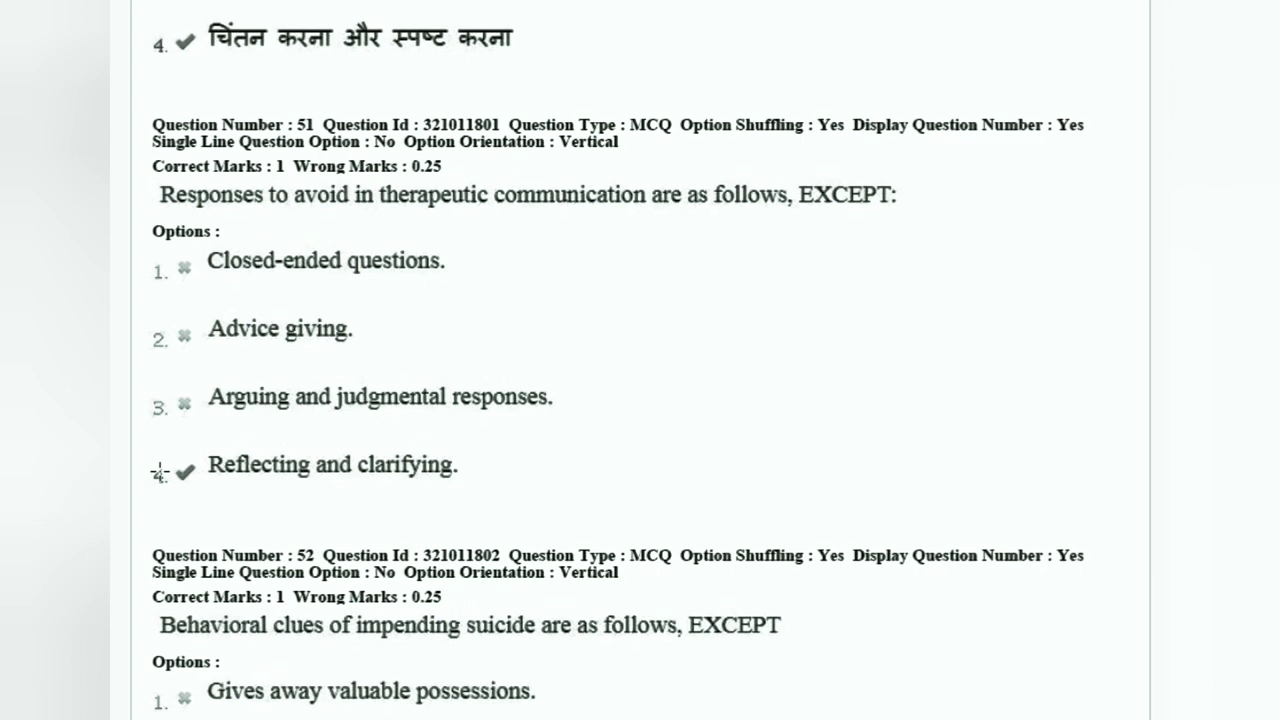 4. चिंतन करना और स्पष्ट करना
Question Number : 51 Question Id : 321011801 Question Type : MCQ Option Shuffling : Yes Display Question Number : Yes
Single Line Question Option : No Option Orientation : Vertical
Correct Marks : 1 Wrong Marks : 0.25
Responses to avoid in therapeutic communication are as follows, EXCEPT:
Options :
1. Closed-ended questions.
2. Advice giving.
3. Arguing and judgmental responses.
4. Reflecting and clarifying.
Question Number : 52 Question Id : 321011802 Question Type : MCQ Option Shuffling : Yes Display Question Number : Yes
Single Line Question Option : No Option Orientation : Vertical
Correct Marks : 1 Wrong Marks : 0.25
Behavioral clues of impending suicide are as follows, EXCEPT
Options :
1. Gives away valuable possessions.